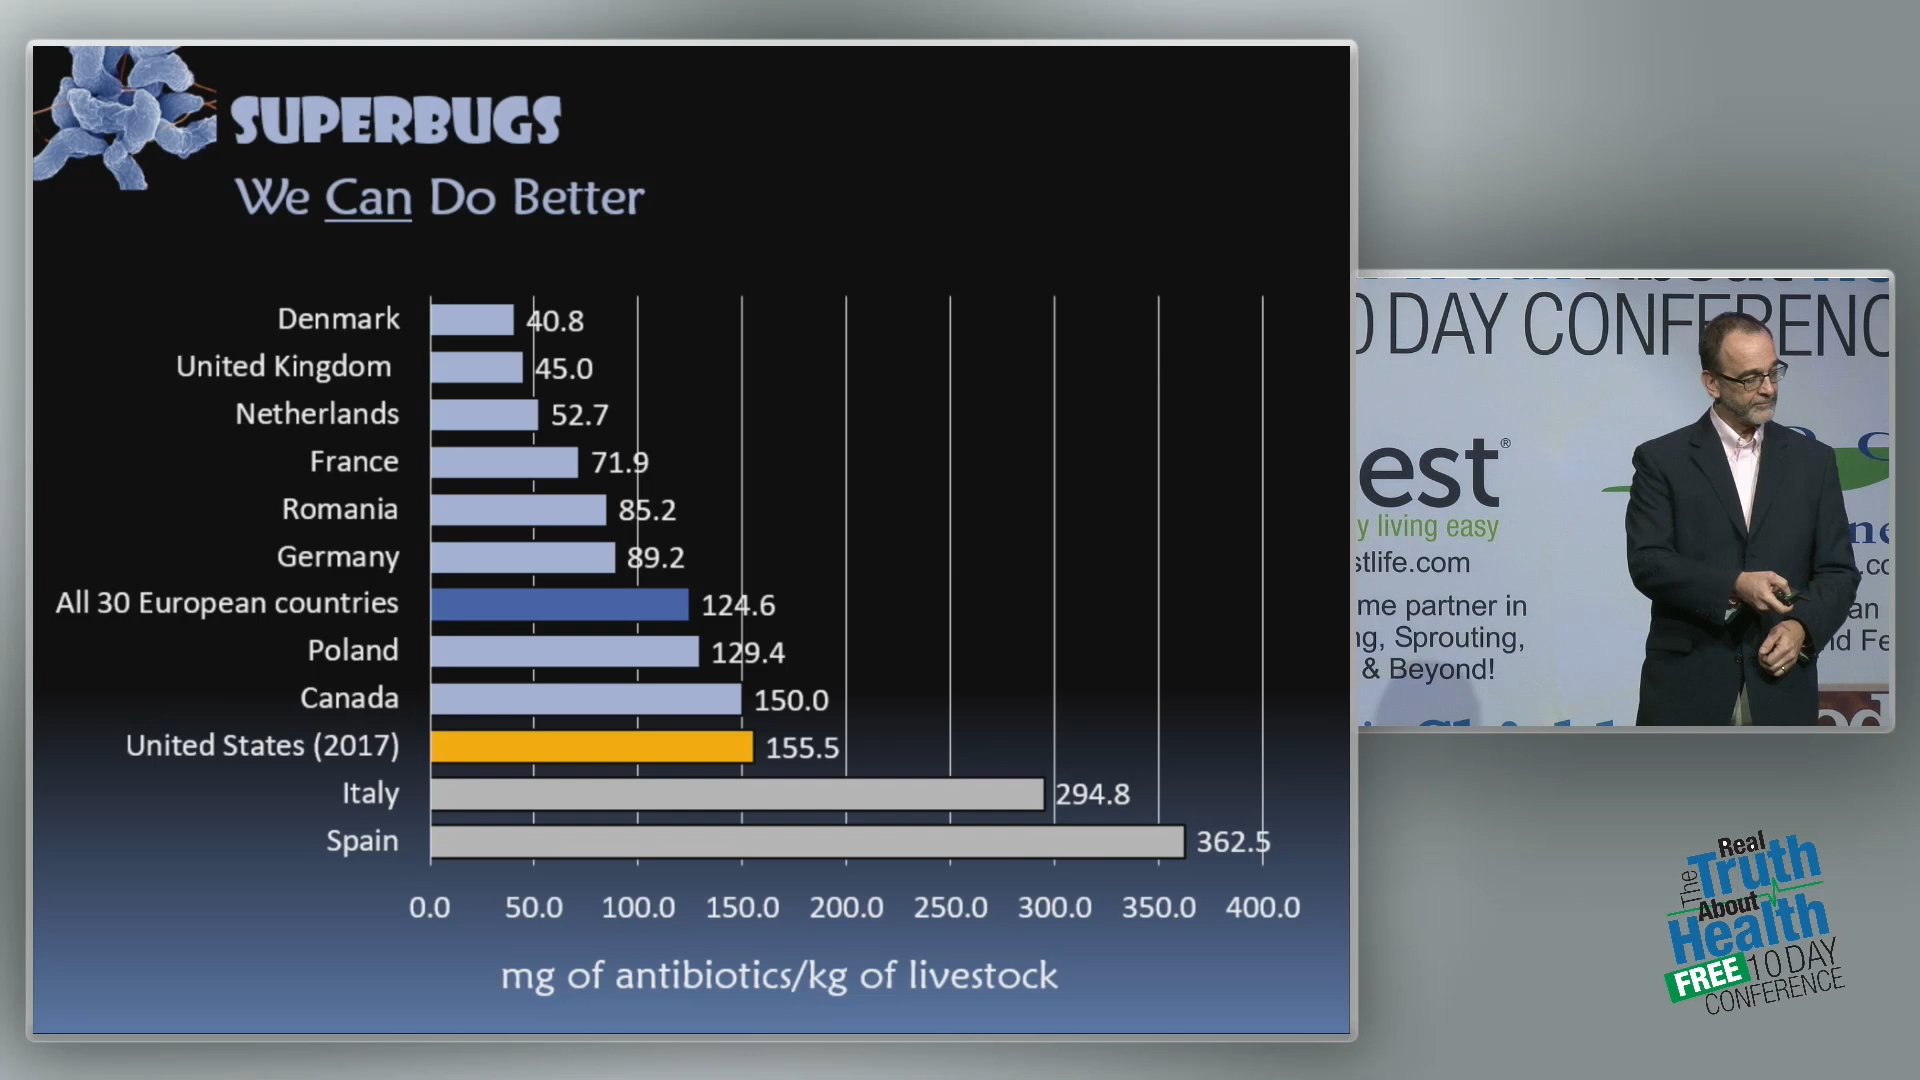 SUPERBUGS
We Can Do Better
Denmark 40.8
United Kingdom 45.0
Netherlands 52.7
France 71.9
Romania 85.2
Germany 89.2
All 30 European countries 124.6
Poland 129.4
Canada 150.0
United States (2017) 155.5
Italy 294.8
Spain 362.5
0.0 50.0 100.0 150.0 200.0 250.0 300.0 350.0 400.0
mg of antibiotics/kg of livestock
DAY CONFERENC
est®
y living easy
stlife.com
me partner in
ng, Sprouting,
& Beyond!
The Real
Truth
About
Health
FREE 10 DAY
CONFERENCE